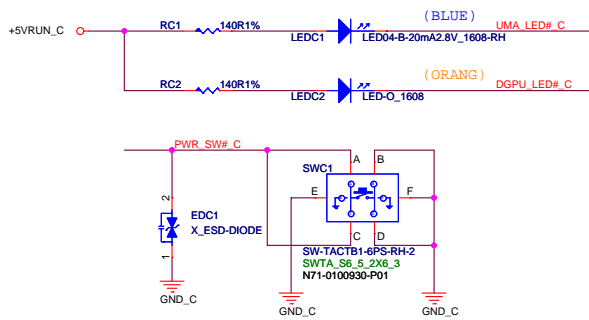 (BLUE)
+5VRUN_C
RC1
140R1%
UMA_LED#_C
LEDC1
LED04-B-20mA2.8V_1608-RH
(ORANG)
RC2
140R1%
DGPU_LED#_C
LEDC2
LED-O_1608
PWR_SW#_C
A
B
SWC1
2
E
F
EDC1
X_ESD-DIODE
C
D
1
SW-TACTB1-6PS-RH-2
SWTA_S6_5_2X6_3
N71-0100930-P01
GND_C
GND_C
GND_C